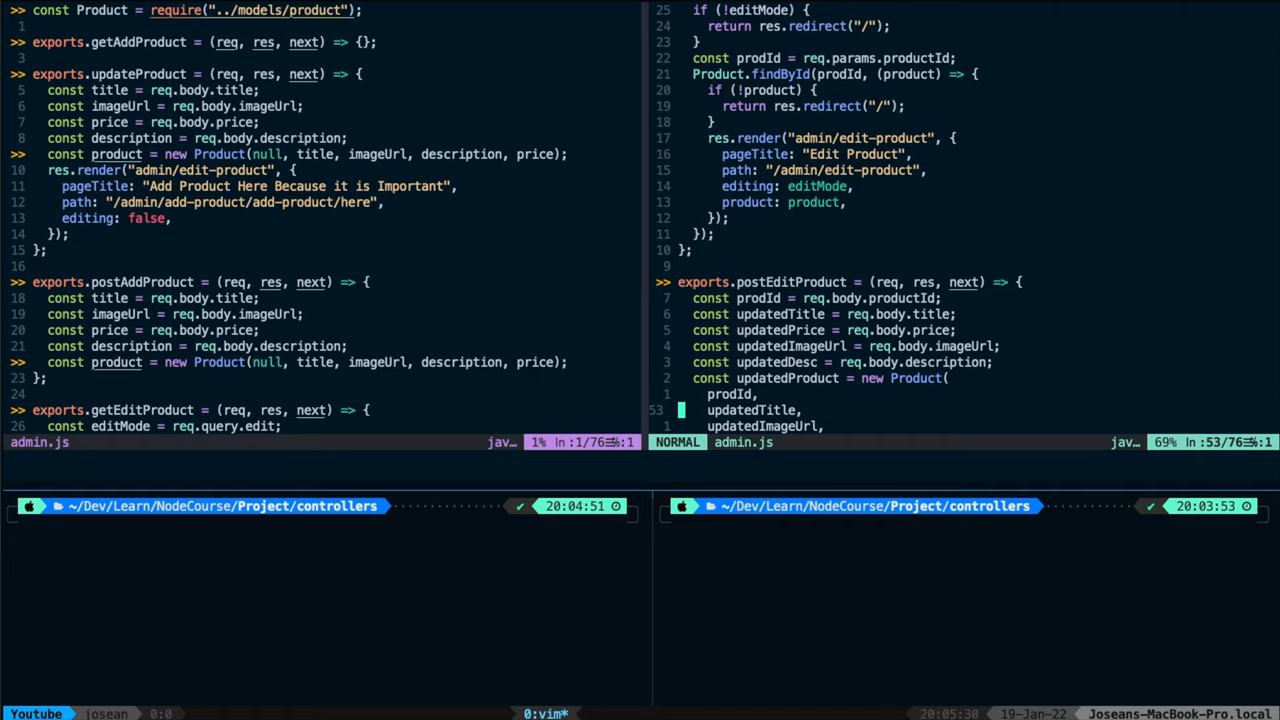 >> const Product = require("../models/product");
1
>> exports.getAddProduct = (req, res, next) => {};
3
>> exports.updateProduct = (req, res, next) => {
5 const title = req.body.title;
6 const imageUrl = req.body.imageUrl;
7 const price = req.body.price;
8 const description = req.body.description;
>> const product = new Product(null, title, imageUrl, description, price);
10 res.render("admin/edit-product", {
11 pageTitle: "Add Product Here Because it is Important",
12 path: "/admin/add-product/add-product/here",
13 editing: false,
14 });
15 };
16
>> exports.postAddProduct = (req, res, next) => {
18 const title = req.body.title;
19 const imageUrl = req.body.imageUrl;
20 const price = req.body.price;
21 const description = req.body.description;
>> const product = new Product(null, title, imageUrl, description, price);
23 };
24
>> exports.getEditProduct = (req, res, next) => {
26 const editMode = req.query.edit;
admin.js jav… 1% ln:1/76☰℅:1
25 if (!editMode) {
24 return res.redirect("/");
23 }
22 const prodId = req.params.productId;
21 Product.findById(prodId, (product) => {
20 if (!product) {
19 return res.redirect("/");
18 }
17 res.render("admin/edit-product", {
16 pageTitle: "Edit Product",
15 path: "/admin/edit-product",
14 editing: editMode,
13 product: product,
12 });
11 });
10 };
9
>> exports.postEditProduct = (req, res, next) => {
7 const prodId = req.body.productId;
6 const updatedTitle = req.body.title;
5 const updatedPrice = req.body.price;
4 const updatedImageUrl = req.body.imageUrl;
3 const updatedDesc = req.body.description;
2 const updatedProduct = new Product(
1 prodId,
53 updatedTitle,
1 updatedImageUrl,
NORMAL admin.js jav… 69% ln:53/76☰℅:1
~/Dev/Learn/NodeCourse/Project/controllers ✔ 20:04:51
~/Dev/Learn/NodeCourse/Project/controllers ✔ 20:03:53
Youtube josean 0:0 0:vim* 20:05:30 19-Jan-22 Joseans-MacBook-Pro.local